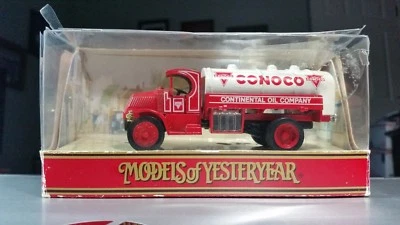 CONOCO
CONTINENTAL OIL COMPANY
MODELS of YESTERYEAR